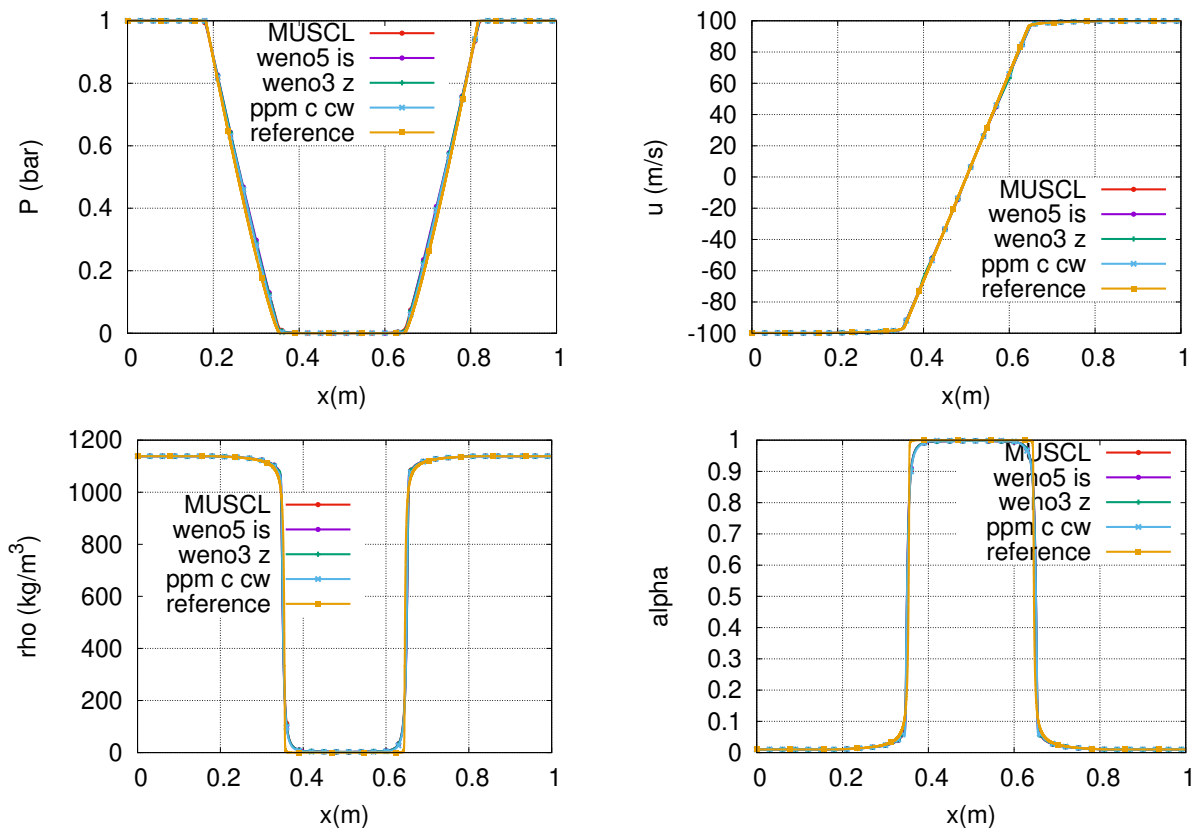 1
0.8
0.6
0.4
0.2
0
P (bar)
MUSCL
weno5 is
weno3 z
ppm c cw
reference
0 0.2 0.4 0.6 0.8 1
x(m)
100
80
60
40
20
0
-20
-40
-60
-80
-100
u (m/s)
MUSCL
weno5 is
weno3 z
ppm c cw
reference
0 0.2 0.4 0.6 0.8 1
x(m)
1200
1000
800
600
400
200
0
rho (kg/m³)
MUSCL
weno5 is
weno3 z
ppm c cw
reference
0 0.2 0.4 0.6 0.8 1
x(m)
1
0.9
0.8
0.7
0.6
0.5
0.4
0.3
0.2
0.1
0
alpha
MUSCL
weno5 is
weno3 z
ppm c cw
reference
0 0.2 0.4 0.6 0.8 1
x(m)